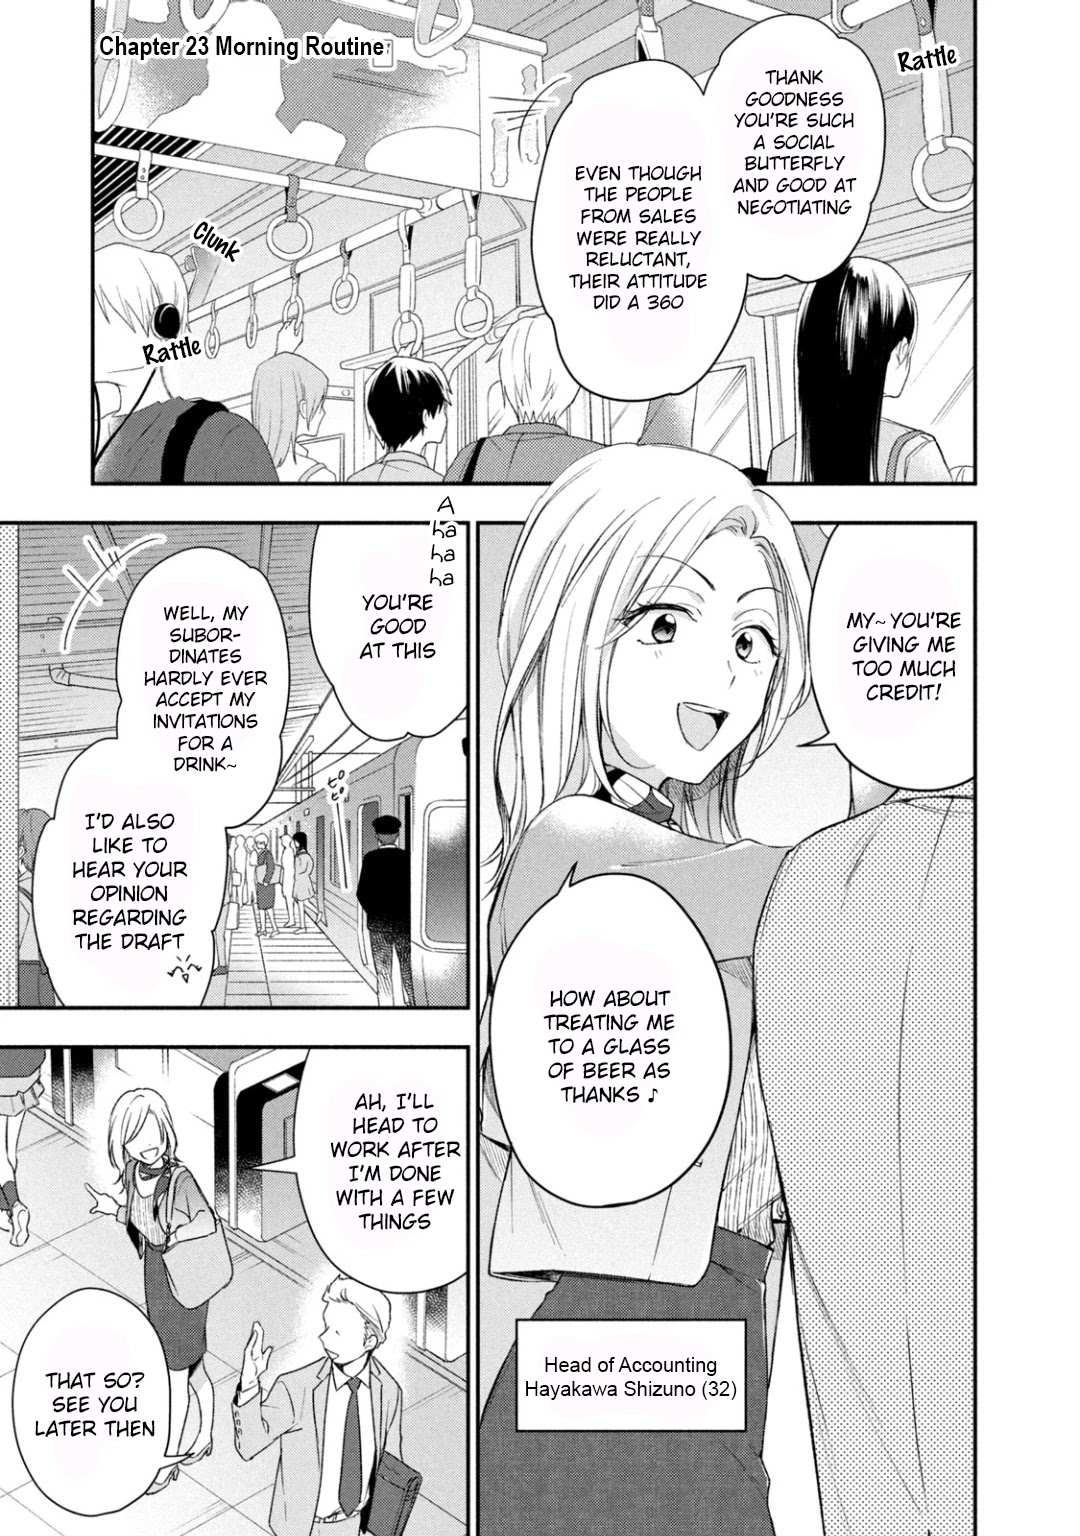 Chapter 23 Morning Routine
Rattle
THANK
GOODNESS
YOU'RE SUCH
A SOCIAL
BUTTERFLY
AND GOOD AT
NEGOTIATING
EVEN THOUGH
THE PEOPLE
FROM SALES
WERE REALLY
RELUCTANT,
THEIR ATTITUDE
DID A 360
Clunk
Rattle
MY~ YOU'RE
GIVING ME
TOO MUCH
CREDIT!
HOW ABOUT
TREATING ME
TO A GLASS
OF BEER AS
THANKS ♪
Head of Accounting
Hayakawa Shizuno (32)
A
ha
ha
ha
YOU'RE
GOOD
AT THIS
WELL, MY
SUBOR-
DINATES
HARDLY EVER
ACCEPT MY
INVITATIONS
FOR A
DRINK~
I'D ALSO
LIKE TO
HEAR YOUR
OPINION
REGARDING
THE DRAFT
ピピー
AH, I'LL
HEAD TO
WORK AFTER
I'M DONE
WITH A FEW
THINGS
THAT SO?
SEE YOU
LATER THEN